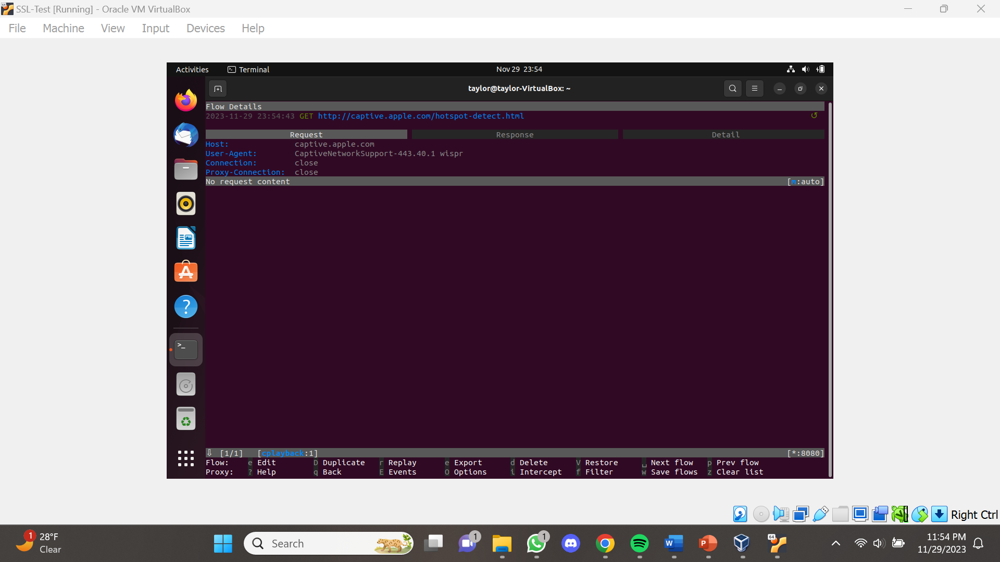 SSL-Test [Running] - Oracle VM VirtualBox
File Machine View Input Devices Help
Activities Terminal Nov 29 23:54
taylor@taylor-VirtualBox: ~
Flow Details
2023-11-29 23:54:43 GET http://captive.apple.com/hotspot-detect.html
Request Response Detail
Host: captive.apple.com
User-Agent: CaptiveNetworkSupport-443.40.1 wispr
Connection: close
Proxy-Connection: close
No request content [m:auto]
⇩ [1/1] [cplayback:1] [*:8080]
Flow: e Edit D Duplicate r Replay e Export d Delete V Restore ␣ Next flow p Prev flow
Proxy: ? Help q Back E Events O Options i Intercept f Filter w Save flows z Clear list
Right Ctrl
1 28°F
Clear
Search
1
1
64
11:54 PM
11/29/2023